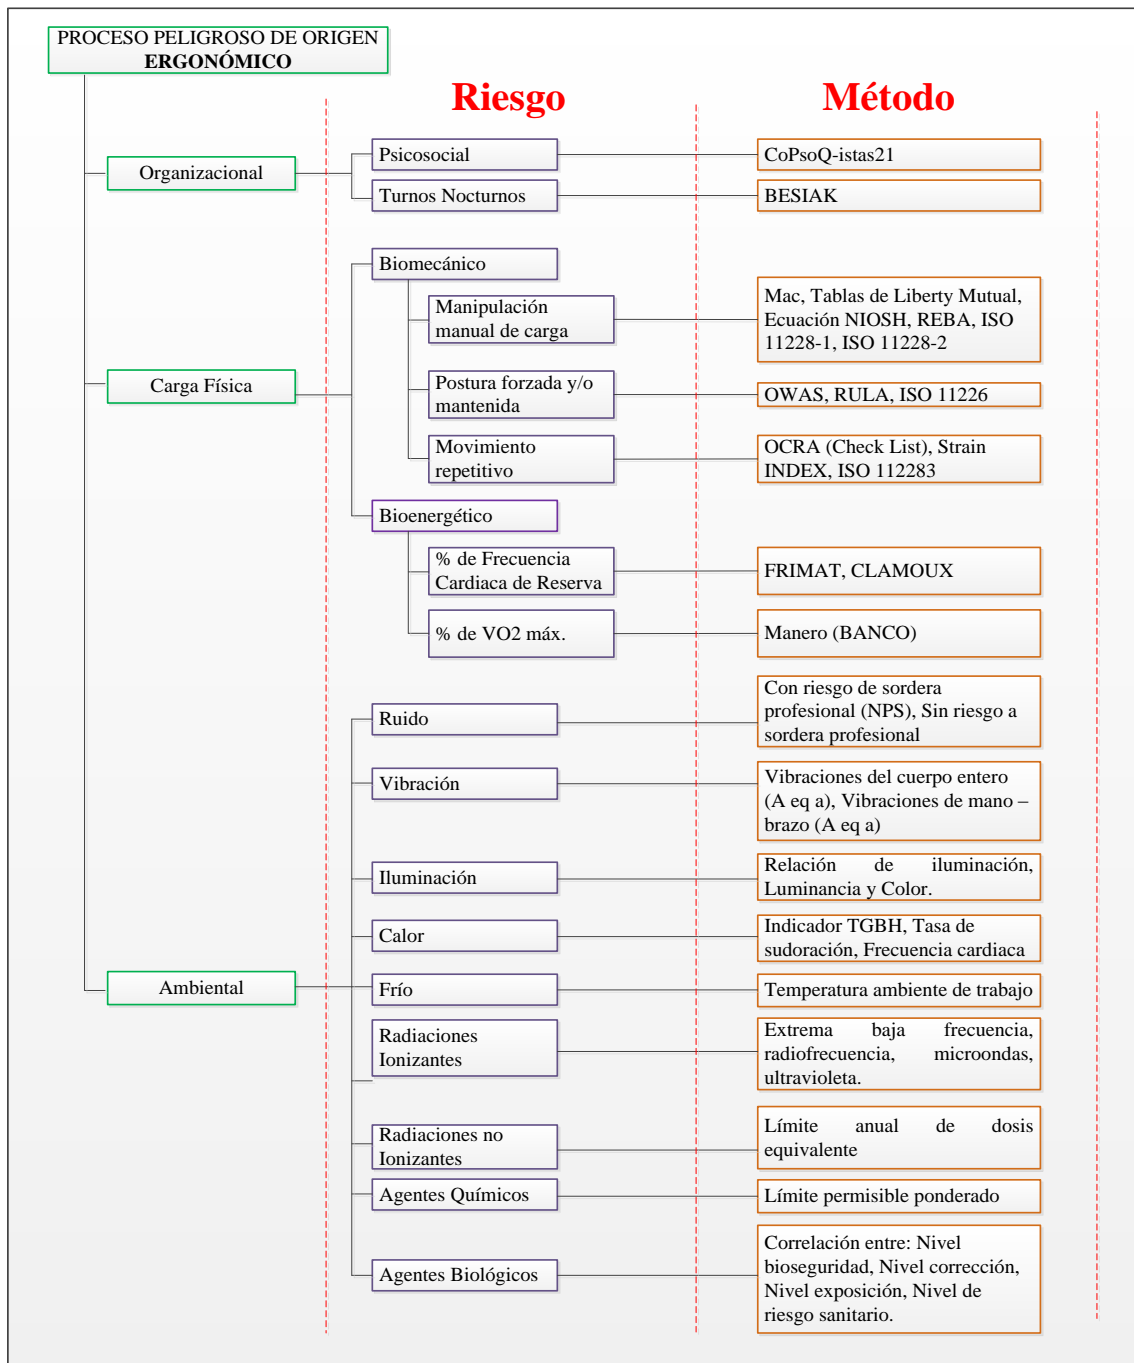 PROCESO PELIGROSO DE ORIGEN
ERGONÓMICO
Riesgo
Método
Organizacional
Psicosocial
CoPsoQ-istas21
Turnos Nocturnos
BESIAK
Carga Física
Biomecánico
Manipulación
manual de carga
Mac, Tablas de Liberty Mutual,
Ecuación NIOSH, REBA, ISO
11228-1, ISO 11228-2
Postura forzada y/o
mantenida
OWAS, RULA, ISO 11226
Movimiento
repetitivo
OCRA (Check List), Strain
INDEX, ISO 112283
Bioenergético
% de Frecuencia
Cardiaca de Reserva
FRIMAT, CLAMOUX
% de VO2 máx.
Manero (BANCO)
Ambiental
Ruido
Con riesgo de sordera
profesional (NPS), Sin riesgo a
sordera profesional
Vibración
Vibraciones del cuerpo entero
(A eq a), Vibraciones de mano –
brazo (A eq a)
Iluminación
Relación de iluminación,
Luminancia y Color.
Calor
Indicador TGBH, Tasa de
sudoración, Frecuencia cardiaca
Frío
Temperatura ambiente de trabajo
Radiaciones
Ionizantes
Extrema baja frecuencia,
radiofrecuencia, microondas,
ultravioleta.
Radiaciones no
Ionizantes
Límite anual de dosis
equivalente
Agentes Químicos
Límite permisible ponderado
Agentes Biológicos
Correlación entre: Nivel
bioseguridad, Nivel corrección,
Nivel exposición, Nivel de
riesgo sanitario.